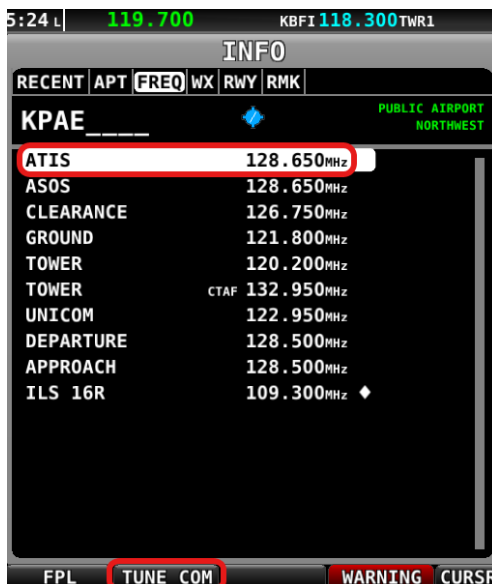 5:24 L 119.700 KBFI 118.300 TWR1
INFO
RECENT APT FREQ WX RWY RMK
KPAE____ PUBLIC AIRPORT
NORTHWEST
ATIS 128.650MHz
ASOS 128.650MHz
CLEARANCE 126.750MHz
GROUND 121.800MHz
TOWER 120.200MHz
TOWER CTAF 132.950MHz
UNICOM 122.950MHz
DEPARTURE 128.500MHz
APPROACH 128.500MHz
ILS 16R 109.300MHz
FPL TUNE COM WARNING CURSR